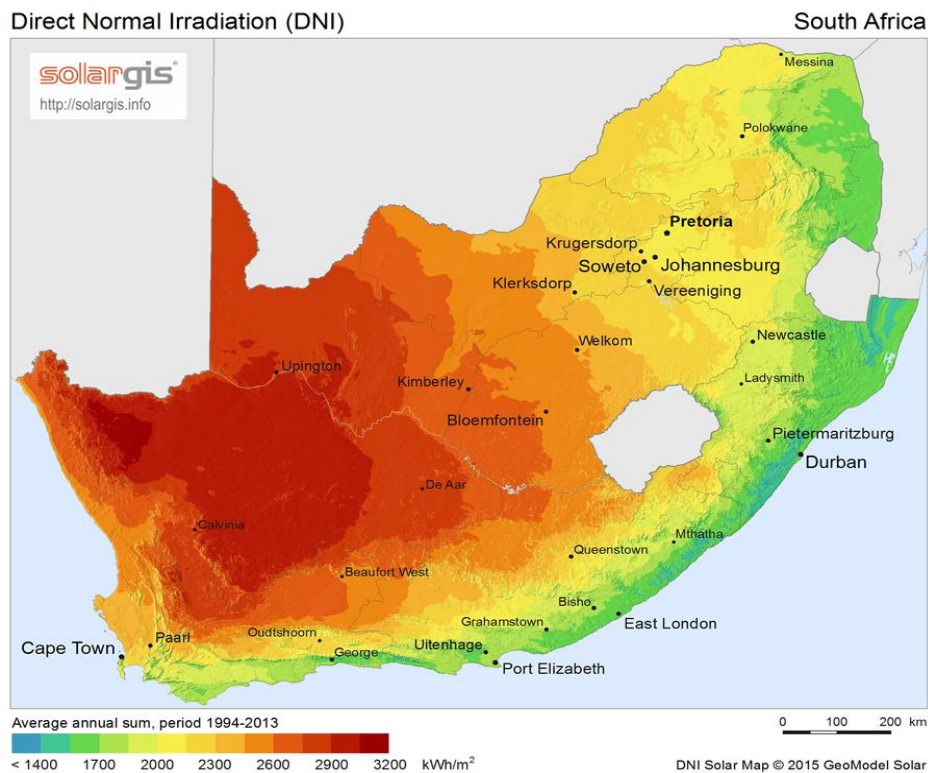 Direct Normal Irradiation (DNI)
South Africa
solargis®
http://solargis.info
Messina
Polokwane
Pretoria
Krugersdorp
Soweto
Johannesburg
Klerksdorp
Vereeniging
Welkom
Newcastle
Upington
Kimberley
Ladysmith
Bloemfontein
Pietermaritzburg
Durban
De Aar
Calvinia
Mthatha
Queenstown
Beaufort West
Bisho
Grahamstown
East London
Oudtshoorn
Paarl
Cape Town
George
Uitenhage
Port Elizabeth
Average annual sum, period 1994-2013
< 1400 1700 2000 2300 2600 2900 3200 kWh/m²
0 100 200 km
DNI Solar Map © 2015 GeoModel Solar